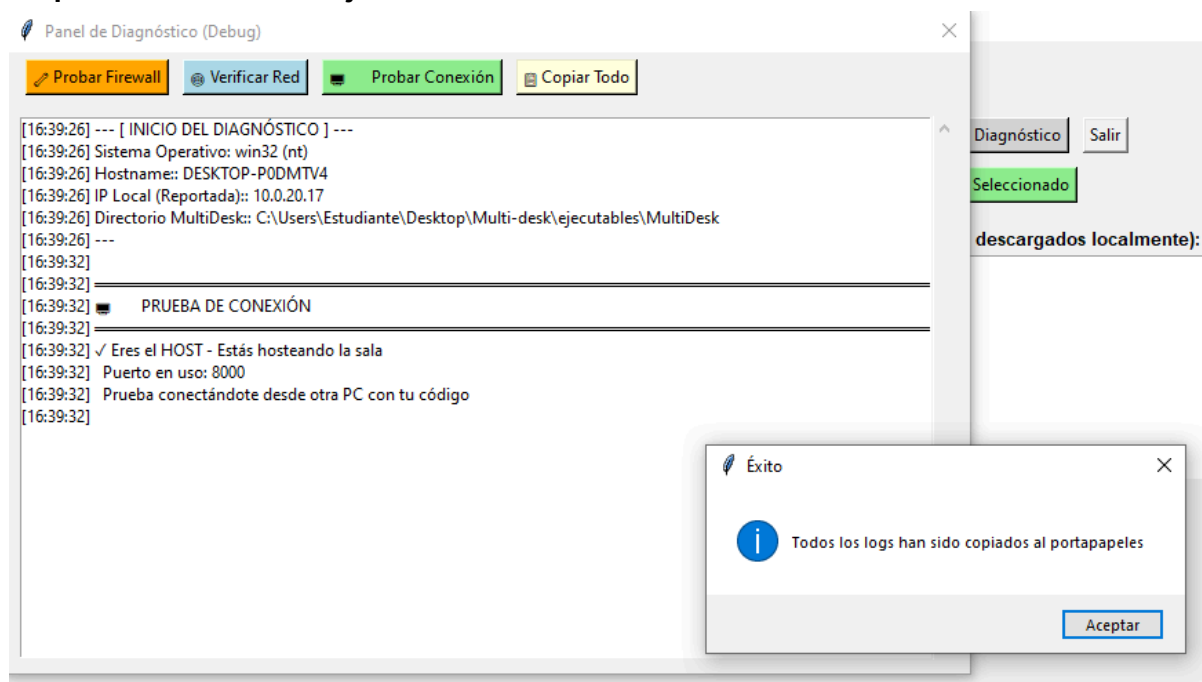 Panel de Diagnóstico (Debug)
Probar Firewall
Verificar Red
Probar Conexión
Copiar Todo
[16:39:26] --- [ INICIO DEL DIAGNÓSTICO ] ---
[16:39:26] Sistema Operativo: win32 (nt)
[16:39:26] Hostname:: DESKTOP-P0DMTV4
[16:39:26] IP Local (Reportada):: 10.0.20.17
[16:39:26] Directorio MultiDesk:: C:\Users\Estudiante\Desktop\Multi-desk\ejecutables\MultiDesk
[16:39:26] ---
[16:39:32]
[16:39:32]
[16:39:32] PRUEBA DE CONEXIÓN
[16:39:32]
[16:39:32] ✓ Eres el HOST - Estás hosteando la sala
[16:39:32] Puerto en uso: 8000
[16:39:32] Prueba conectándote desde otra PC con tu código
[16:39:32]
Diagnóstico
Salir
Seleccionado
descargados localmente):
Éxito
Todos los logs han sido copiados al portapapeles
Aceptar